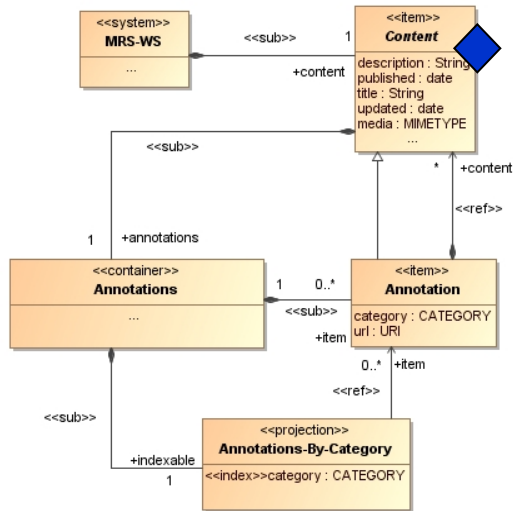 <<system>>
MRS-WS
...
<<sub>>
1
+content
<<item>>
Content
description : String
published : date
title : String
updated : date
media : MIMETYPE
...
<<sub>>
1
+annotations
*
+content
<<ref>>
<<container>>
Annotations
...
1
0..*
<<sub>>
+item
<<item>>
Annotation
category : CATEGORY
url : URI
0..*
+item
<<ref>>
<<sub>>
+indexable
1
<<projection>>
Annotations-By-Category
<<index>>category : CATEGORY